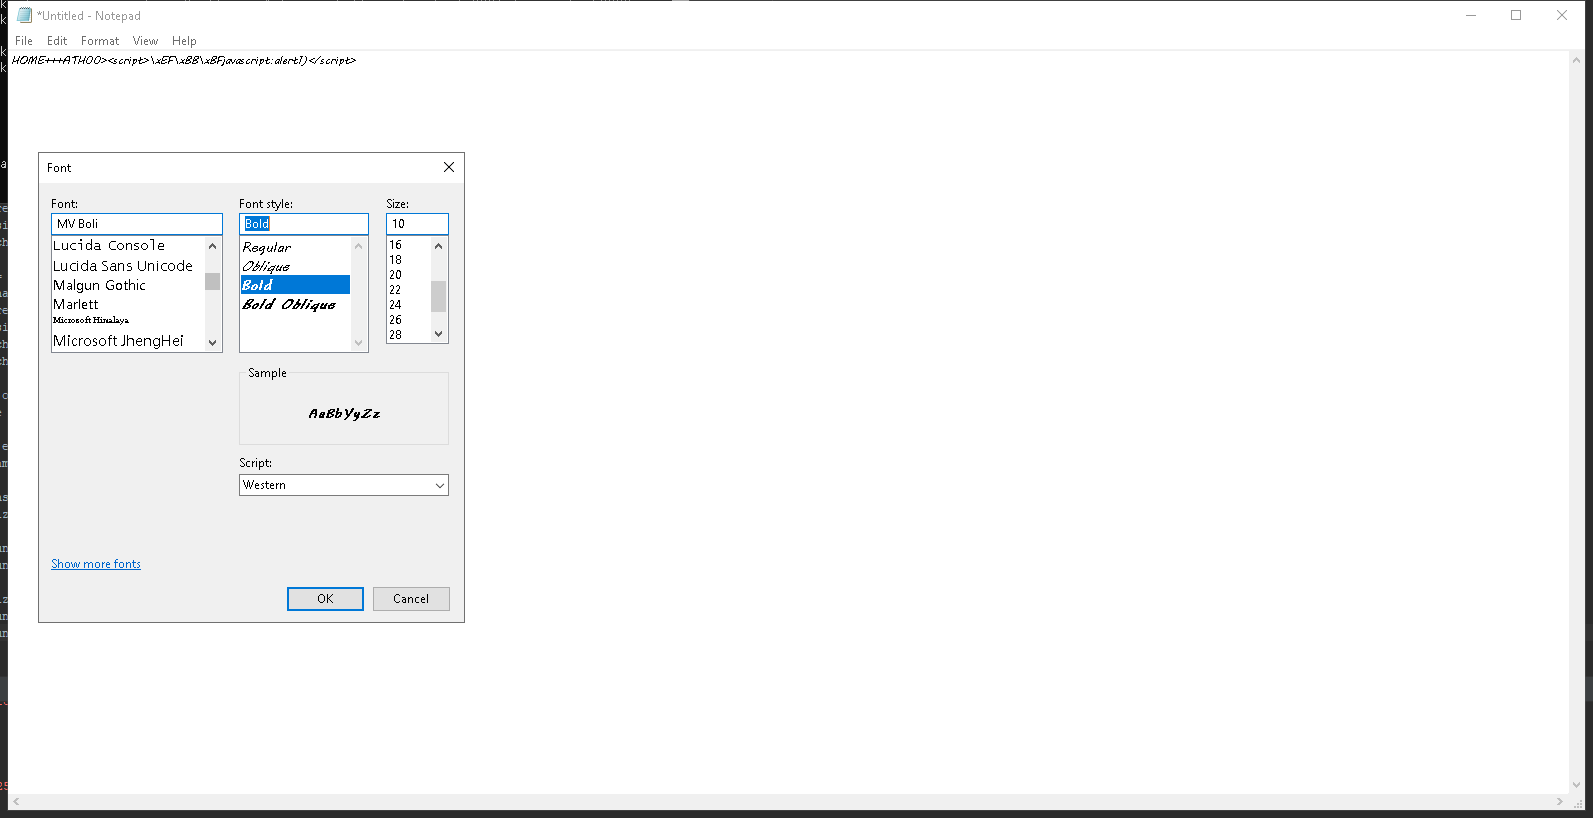 *Untitled - Notepad
File Edit Format View Help
HOME+++ATHOO><script>\xEF\xBB\xBFjavascript:alert1)</script>
Font
Font: Font style: Size:
MV Boli Bold 10
Lucida Console
Lucida Sans Unicode
Malgun Gothic
Marlett
Microsoft Himalaya
Microsoft JhengHei
Regular
Oblique
Bold
Bold Oblique
16
18
20
22
24
26
28
Sample
AaBbYyZz
Script:
Western
Show more fonts
OK Cancel